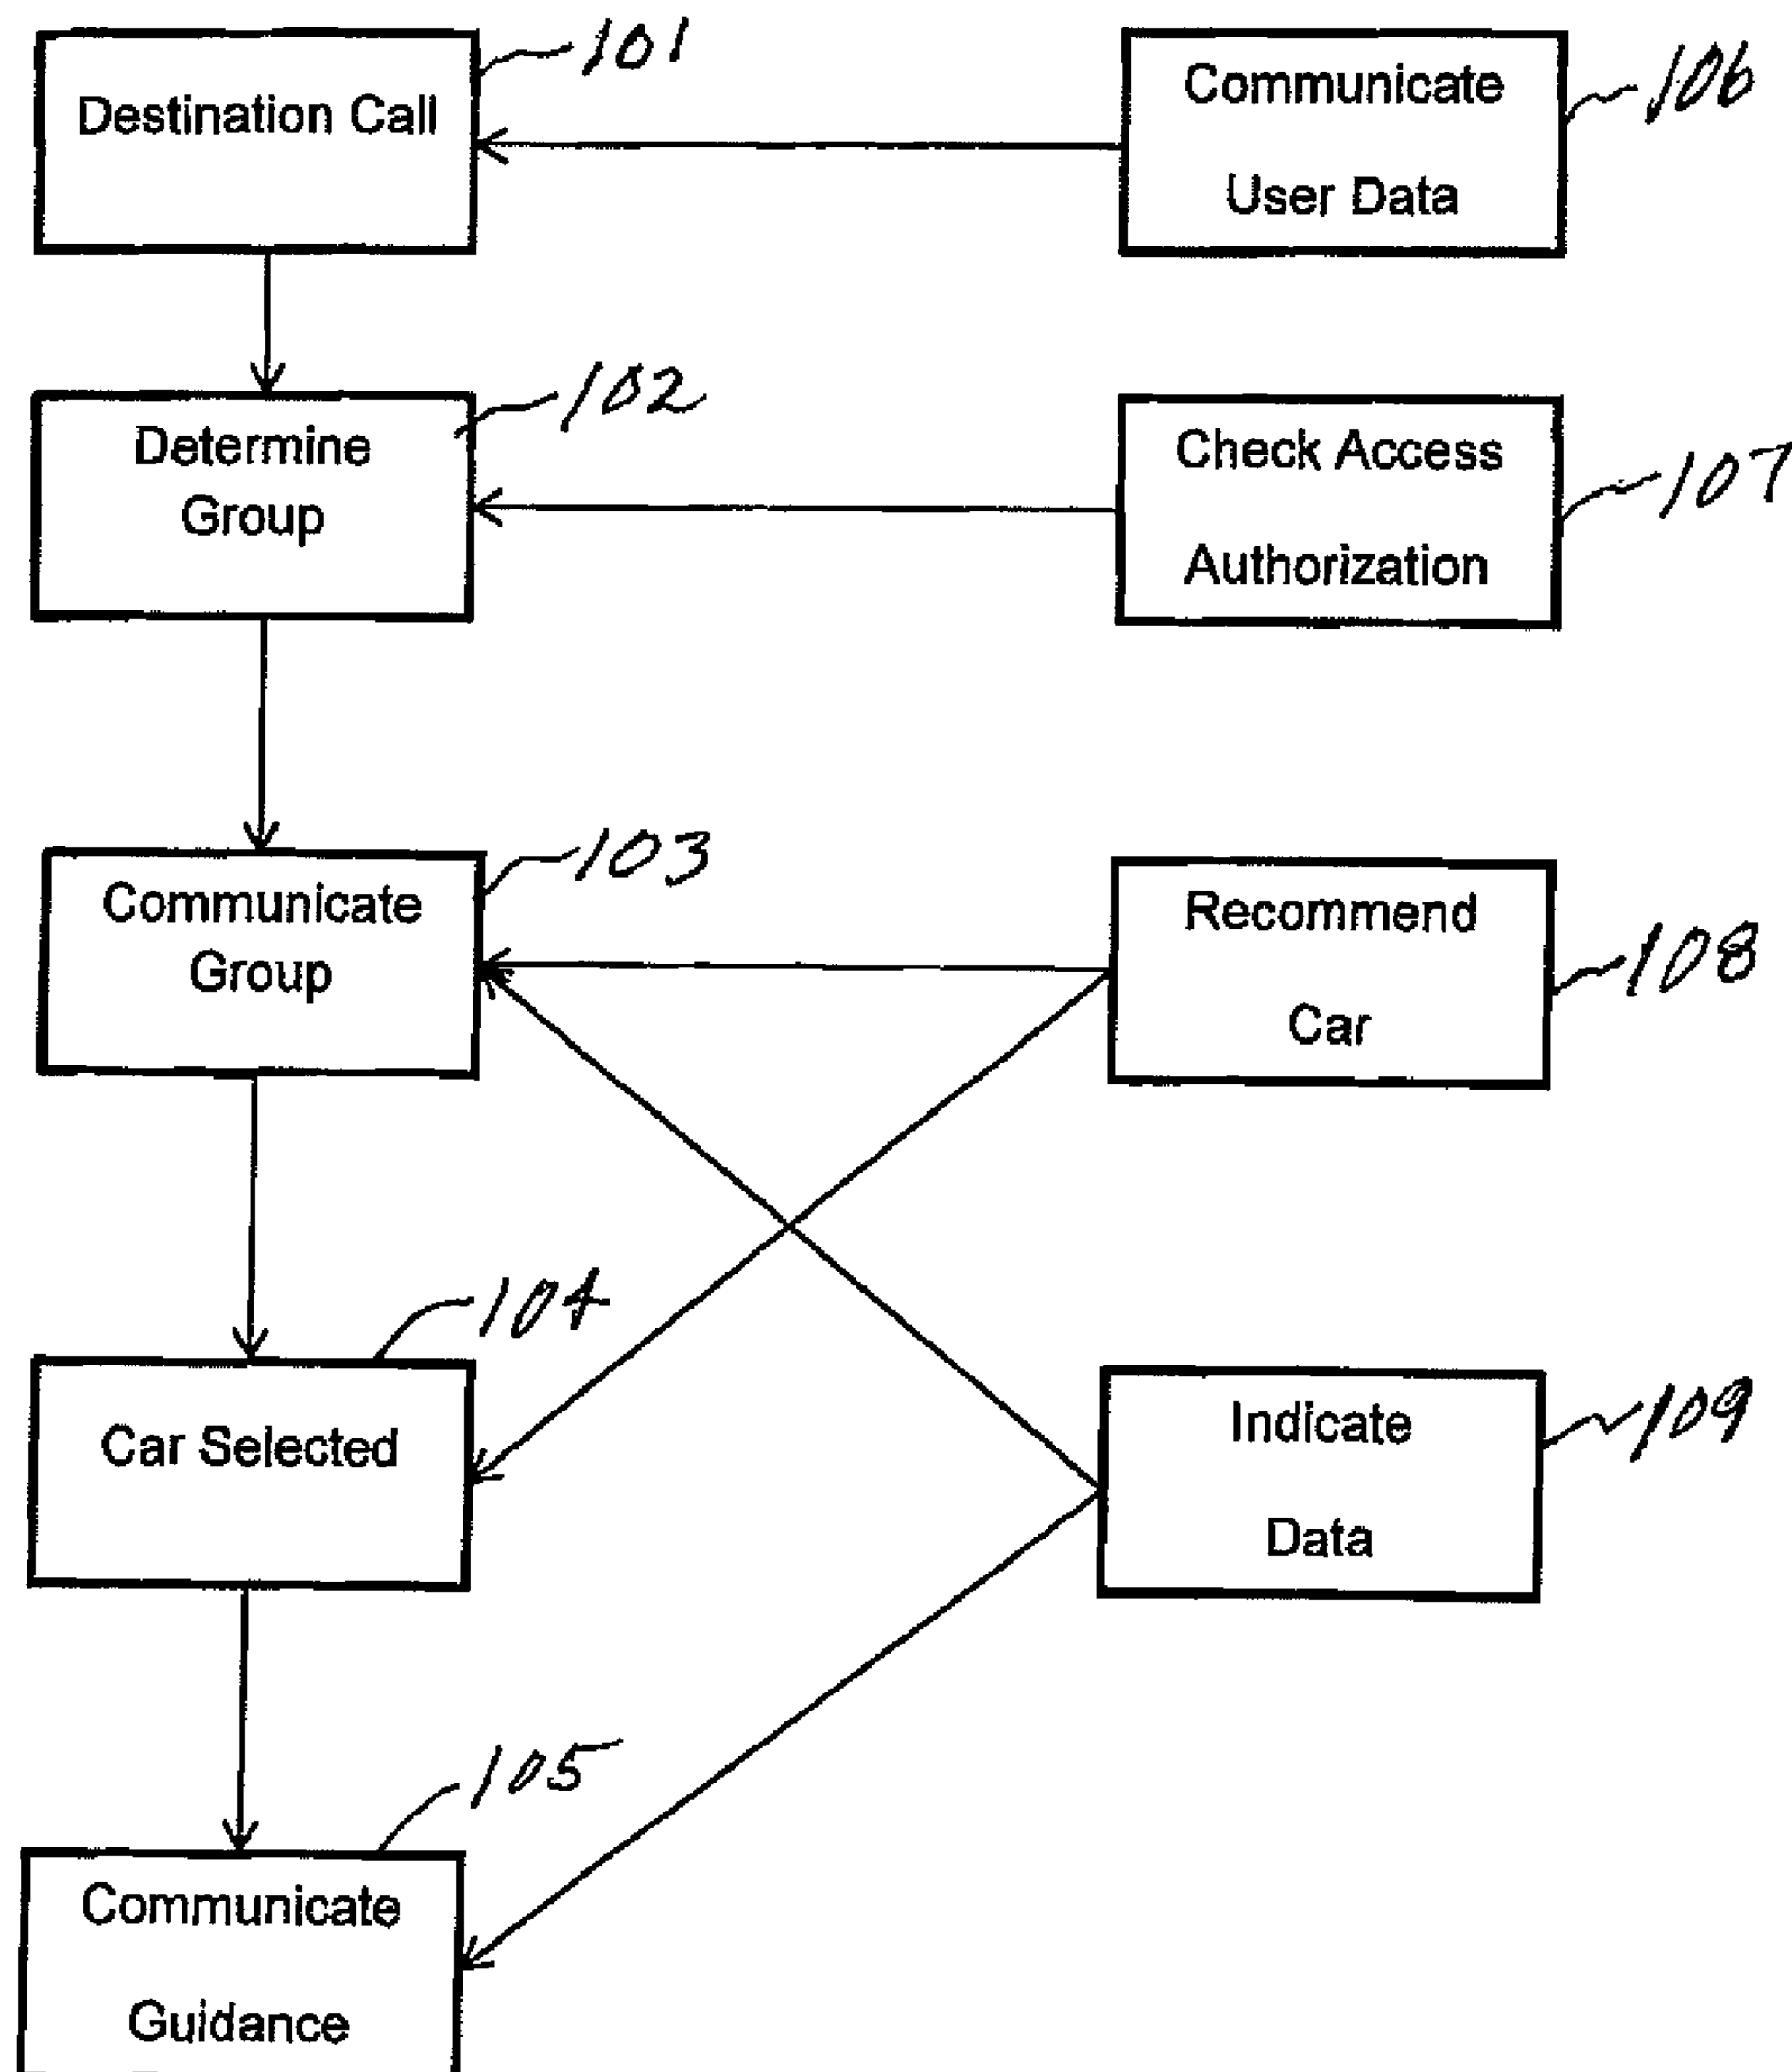 Destination Call
101
Communicate
User Data
106
Determine
Group
102
Check Access
Authorization
107
Communicate
Group
103
Recommend
Car
108
Car Selected
104
Indicate
Data
109
Communicate
Guidance
105